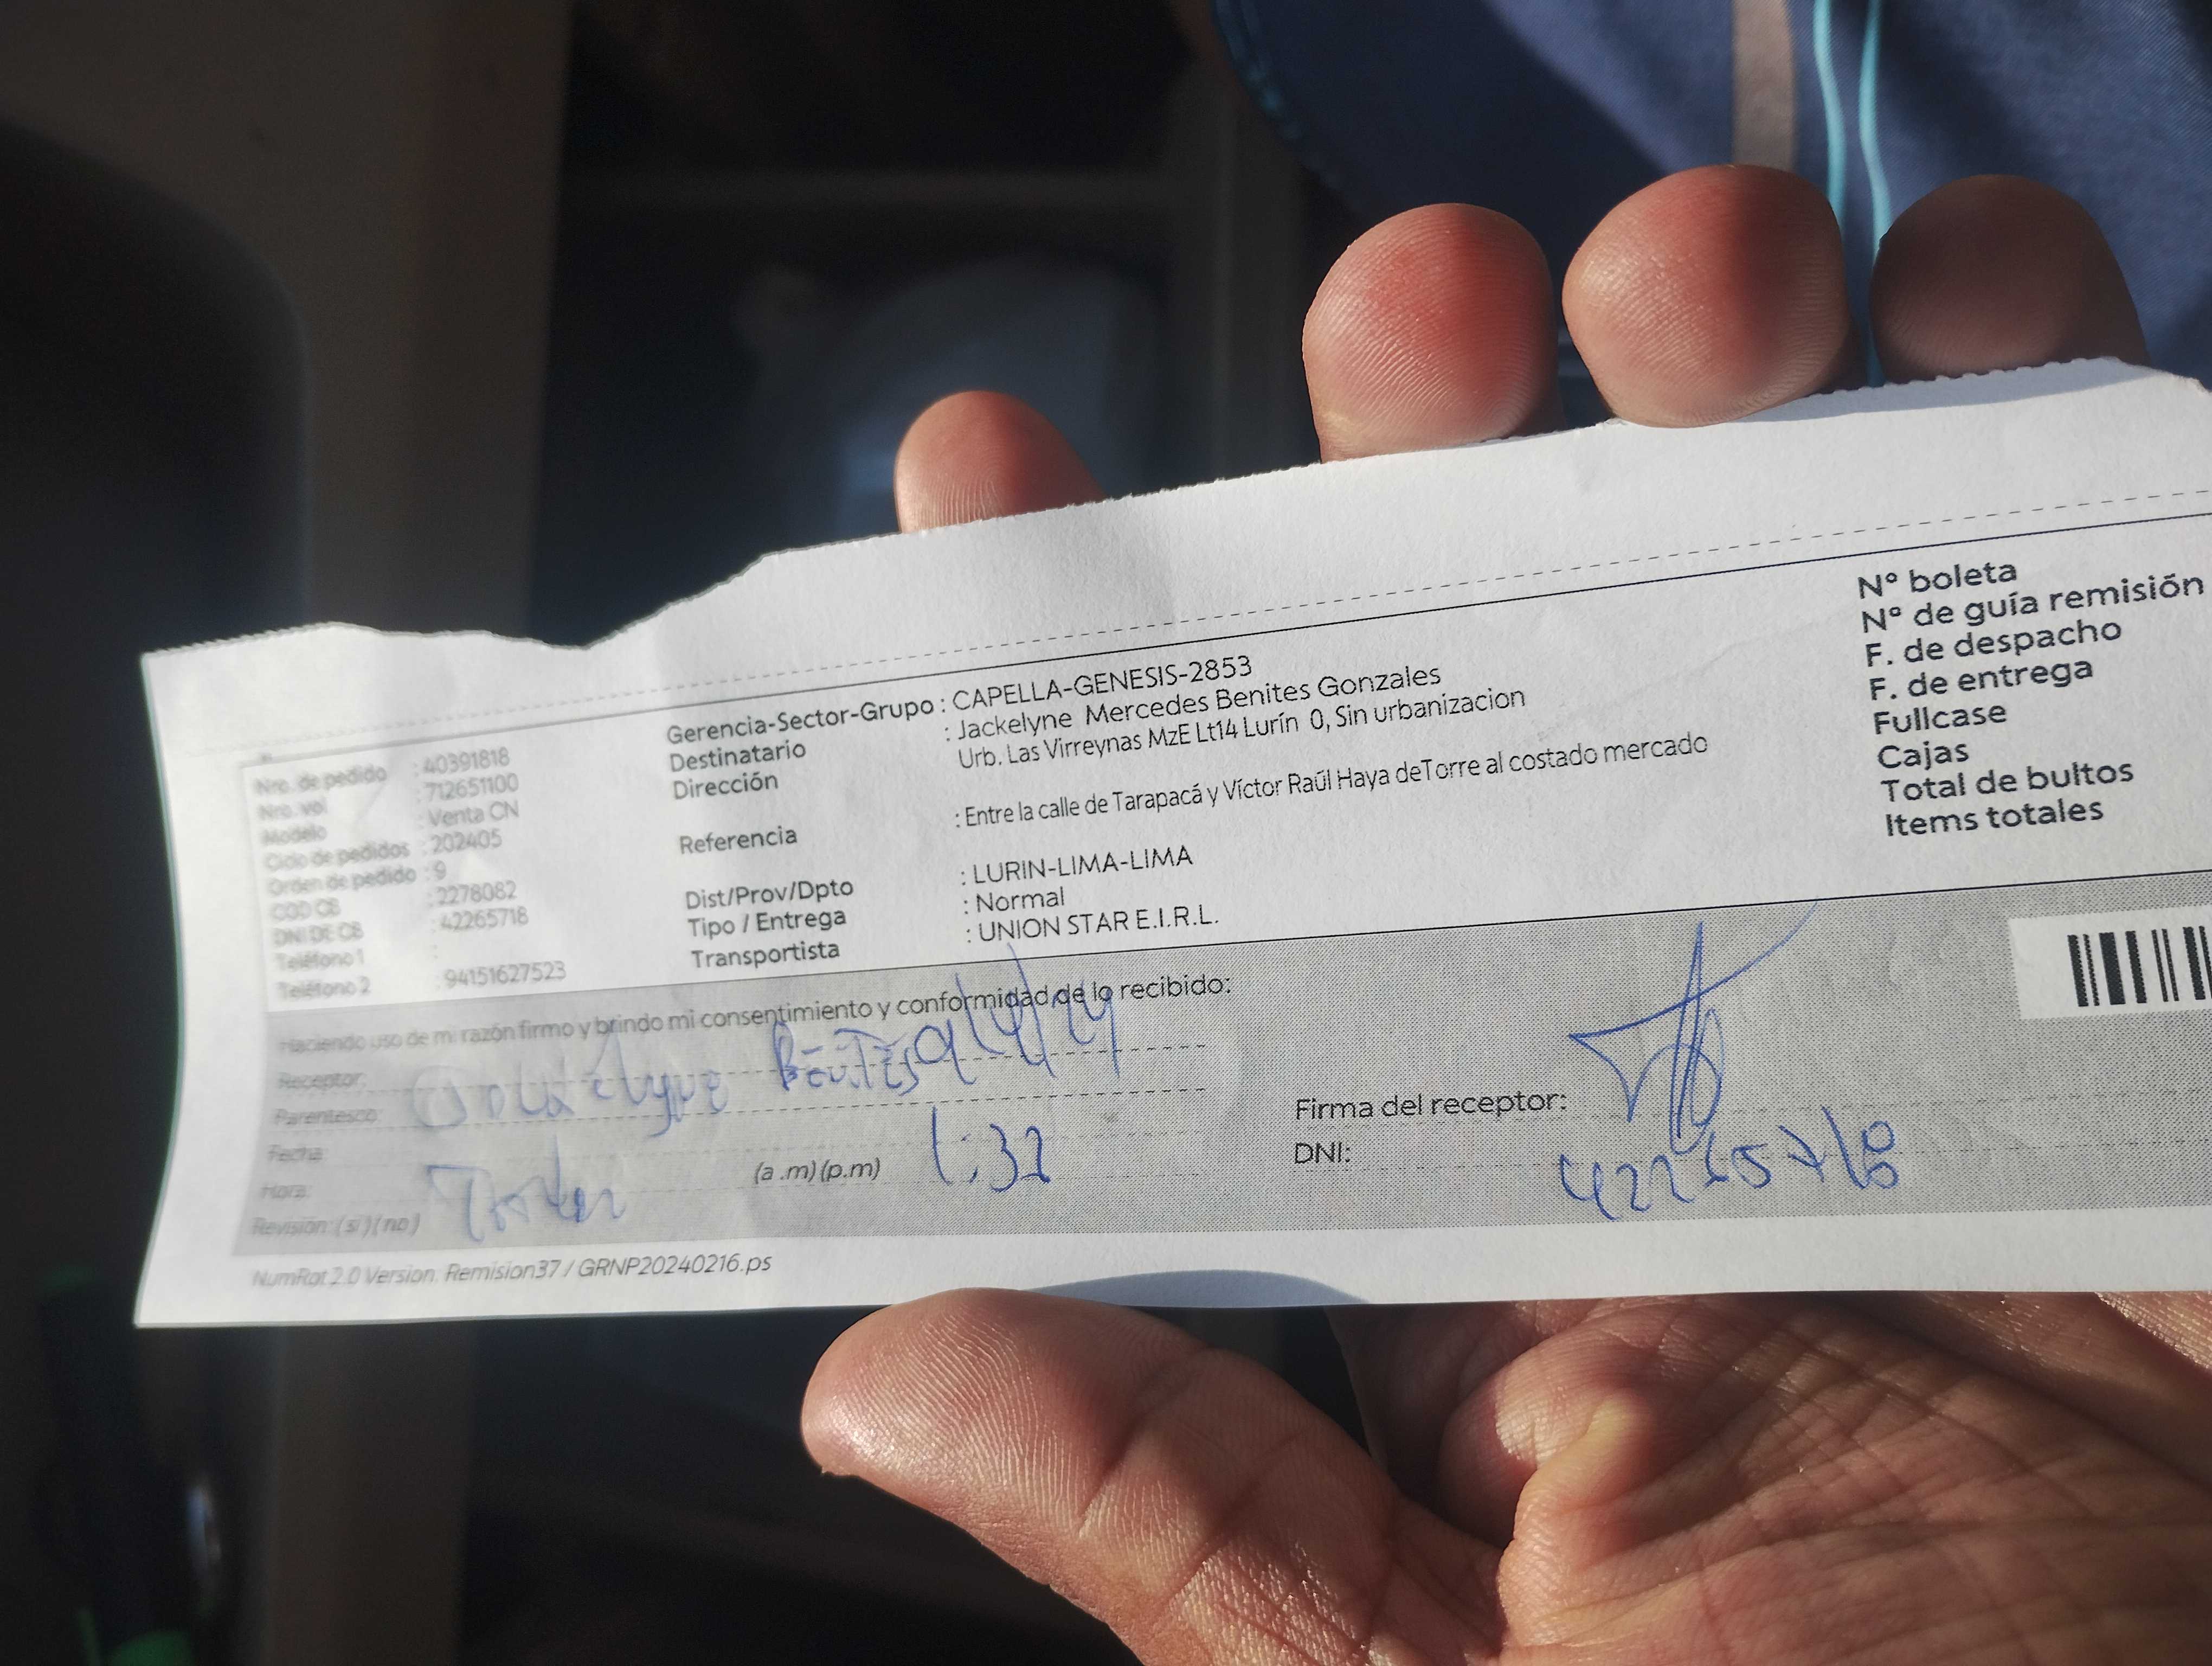 Nro. de pedido : 40391818
Nro. vol : 712651100
Modelo : Venta CN
Ciclo de pedidos : 202405
Orden de pedido : 9
COD CB : 2278082
DNI DE CB : 42265718
Teléfono 1 :
Teléfono 2 : 94151627523
Gerencia-Sector-Grupo : CAPELLA-GENESIS-2853
Destinatario : Jackelyne Mercedes Benites Gonzales
Dirección Urb. Las Virreynas MzE Lt14 Lurín 0, Sin urbanizacion
Referencia : Entre la calle de Tarapacá y Víctor Raúl Haya deTorre al costado mercado
Dist/Prov/Dpto : LURIN-LIMA-LIMA
Tipo / Entrega : Normal
Transportista : UNION STAR E.I.R.L.
N° boleta
N° de guía remisión
F. de despacho
F. de entrega
Fullcase
Cajas
Total de bultos
Items totales
Haciendo uso de mi razón firmo y brindo mi consentimiento y conformidad de lo recibido:
Receptor: Benites 9/4/24
Parentesco:
Fecha:
Hora: (a .m) (p.m) 1:32
Revisión: ( si ) ( no )
Firma del receptor:
DNI: 42265718
NumRat 2.0 Version. Remision37 / GRNP20240216.ps